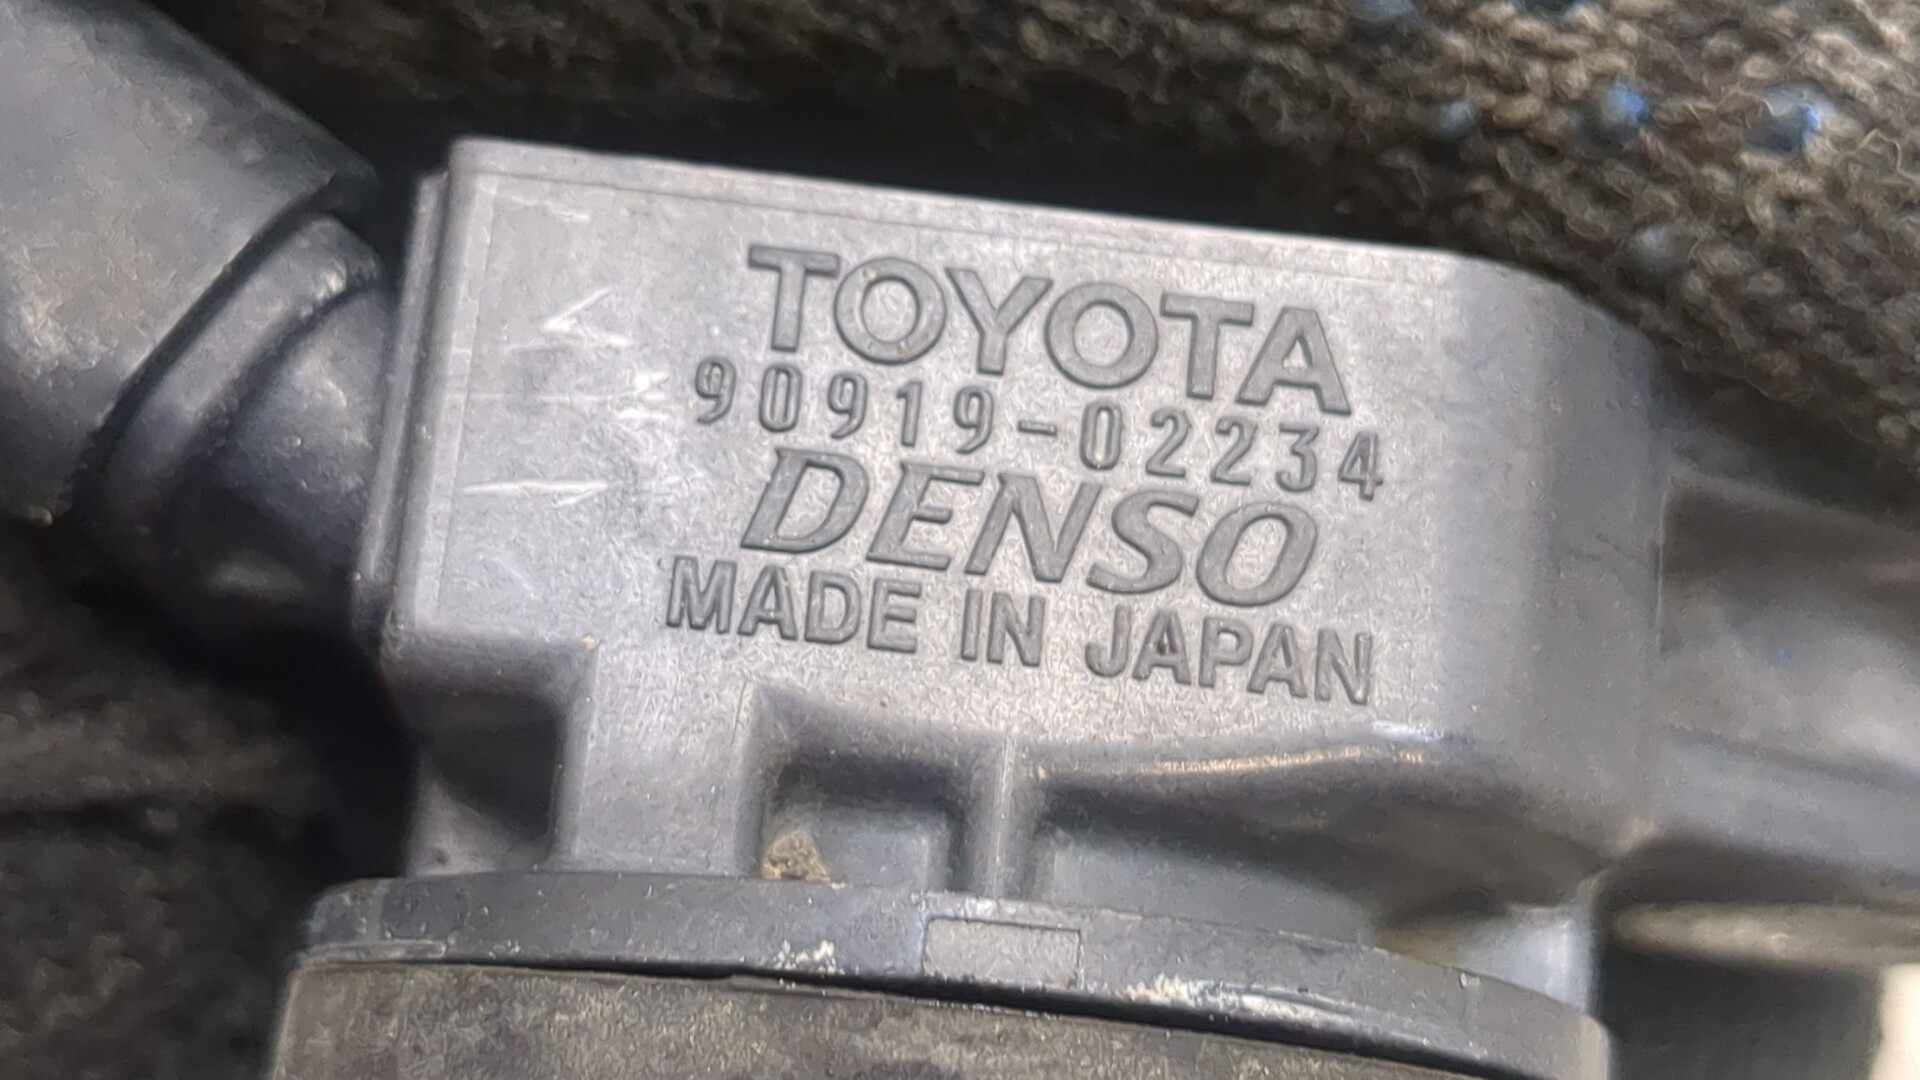 TOYOTA
90919-02234
DENSO
MADE IN JAPAN